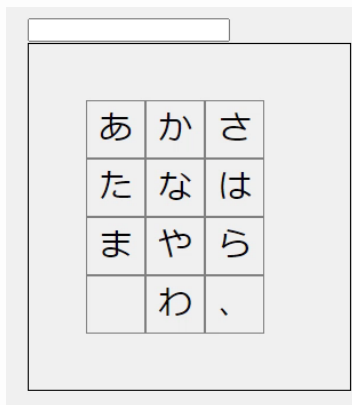 あ か さ
た な は
ま や ら
わ 、